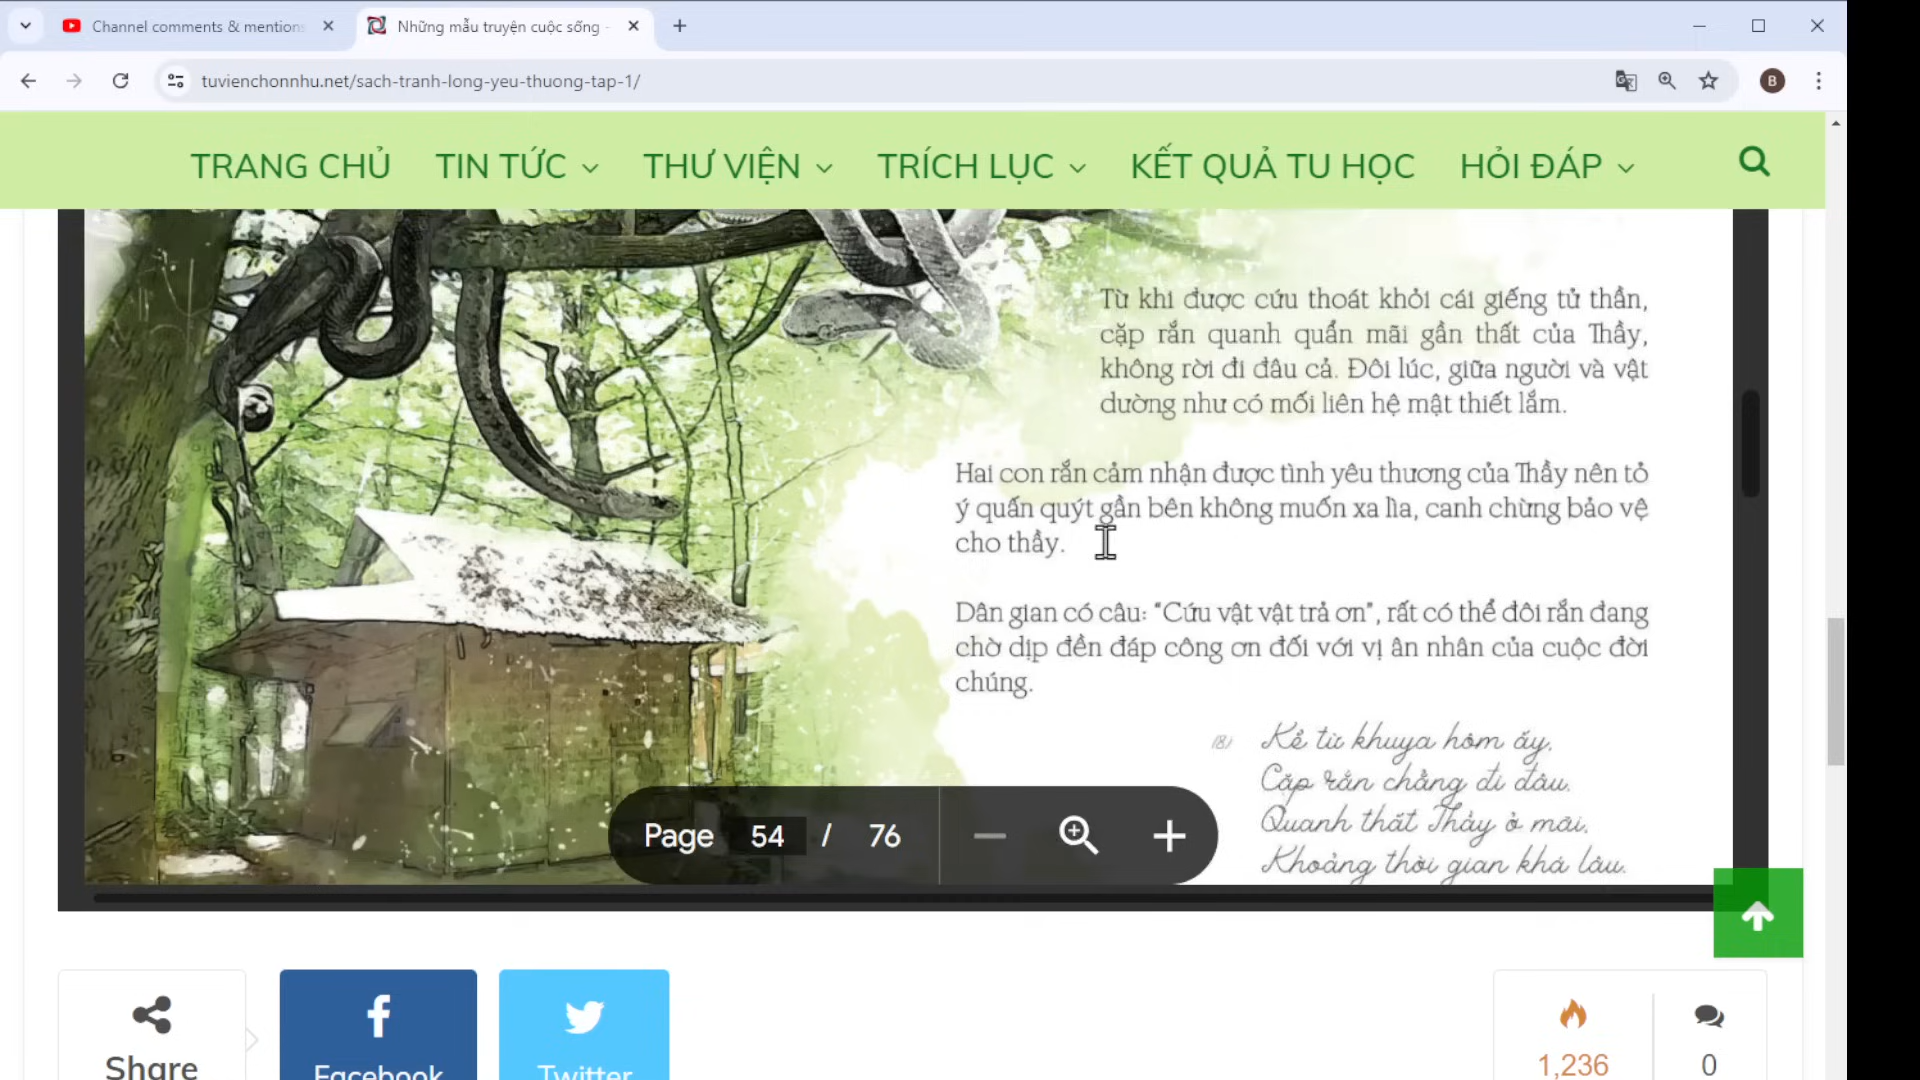 Channel comments & mentions
Những mẫu truyện cuộc sống -
tuvienchonnhu.net/sach-tranh-long-yeu-thuong-tap-1/
B
TRANG CHỦ TIN TỨC THƯ VIỆN TRÍCH LỤC KẾT QUẢ TU HỌC HỎI ĐÁP
Từ khi được cứu thoát khỏi cái giếng tử thần,
cặp rắn quanh quẩn mãi gần thất của Thầy,
không rời đi đâu cả. Đôi lúc, giữa người và vật
dường như có mối liên hệ mật thiết lắm.
Hai con rắn cảm nhận được tình yêu thương của Thầy nên tỏ
ý quấn quýt gần bên không muốn xa lìa, canh chừng bảo vệ
cho thầy.
Dân gian có câu: “Cứu vật vật trả ơn”, rất có thể đôi rắn đang
chờ dịp đền đáp công ơn đối với vị ân nhân của cuộc đời
chúng.
(8) Kể từ khuya hôm ấy,
Cặp rắn chẳng đi đâu.
Quanh thất Thầy ở mãi,
Khoảng thời gian khá lâu.
Page 54 / 76
Share
Facebook
Twitter
1,236
0